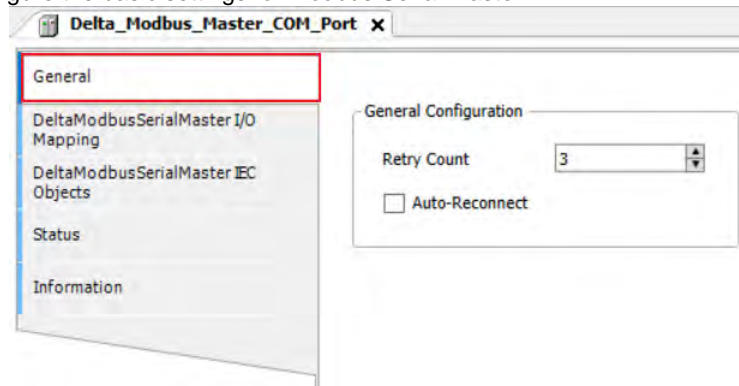 Delta_Modbus_Master_COM_Port x
General
DeltaModbusSerialMaster I/O
Mapping
DeltaModbusSerialMaster IEC
Objects
Status
Information
General Configuration
Retry Count 3
Auto-Reconnect